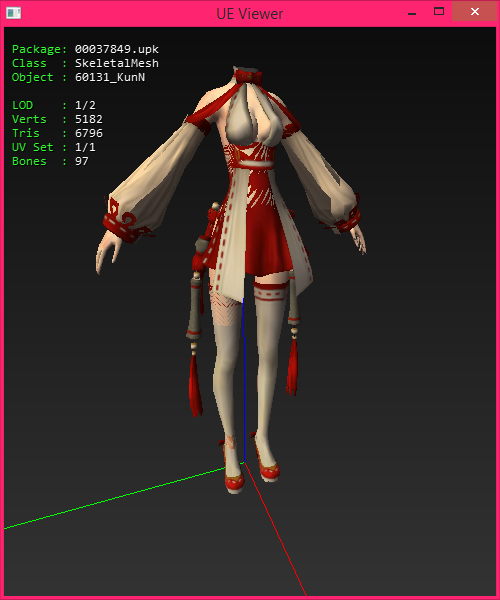 UE Viewer
Package: 00037849.upk
Class : SkeletalMesh
Object : 60131_KunN
LOD : 1/2
Verts : 5182
Tris : 6796
UV Set : 1/1
Bones : 97